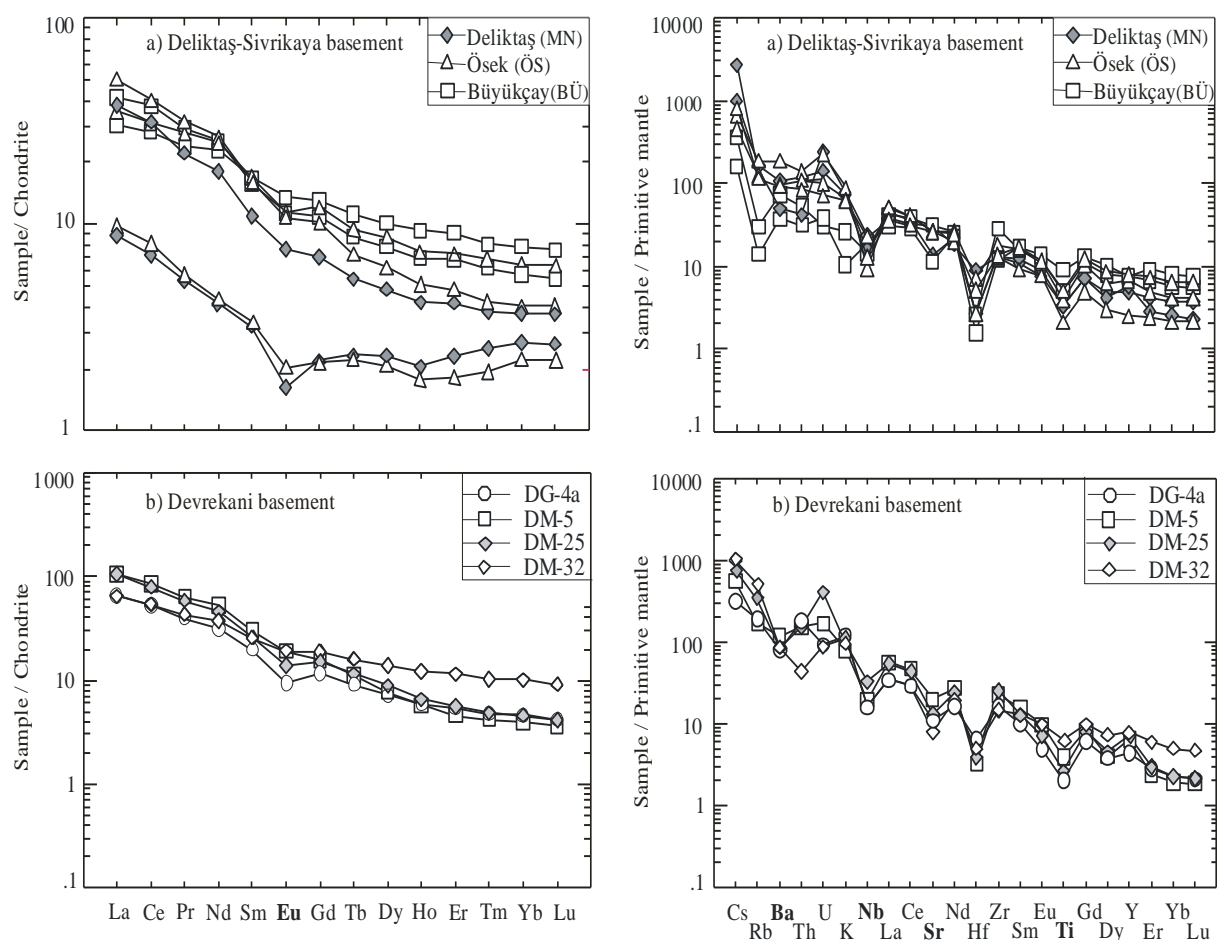 100
a) Deliktaş-Sivrikaya basement
Deliktaş (MN)
Ösek (ÖS)
Büyükçay(BÜ)
10
1
Sample/ Chondrite
10000
a) Deliktaş-Sivrikaya basement
Deliktaş (MN)
Ösek (ÖS)
Büyükçay(BÜ)
1000
100
10
1
.1
Sample / Primitive mantle
1000
b) Devrekani basement
DG-4a
DM-5
DM-25
DM-32
100
10
1
.1
Sample / Chondrite
La Ce Pr Nd Sm Eu Gd Tb Dy Ho Er Tm Yb Lu
10000
b) Devrekani basement
DG-4a
DM-5
DM-25
DM-32
1000
100
10
1
.1
Sample / Primitive mantle
Cs Ba U Nb Ce Nd Zr Eu Gd Y Yb
Rb Th K La Sr Hf Sm Ti Dy Er Lu